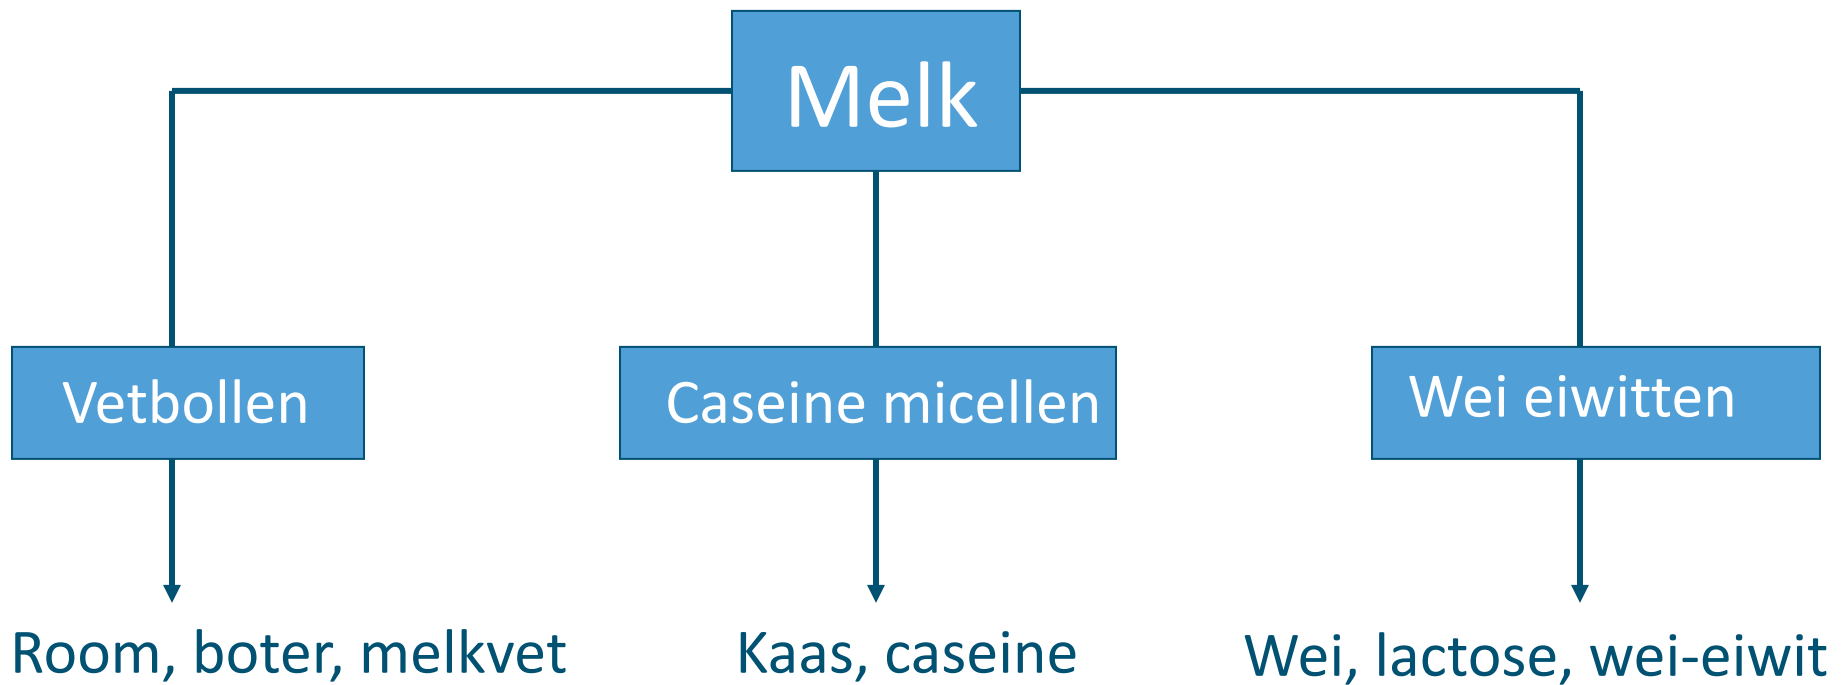 Melk
Vetbollen
Caseine micellen
Wei eiwitten
Room, boter, melkvet
Kaas, caseine
Wei, lactose, wei-eiwit